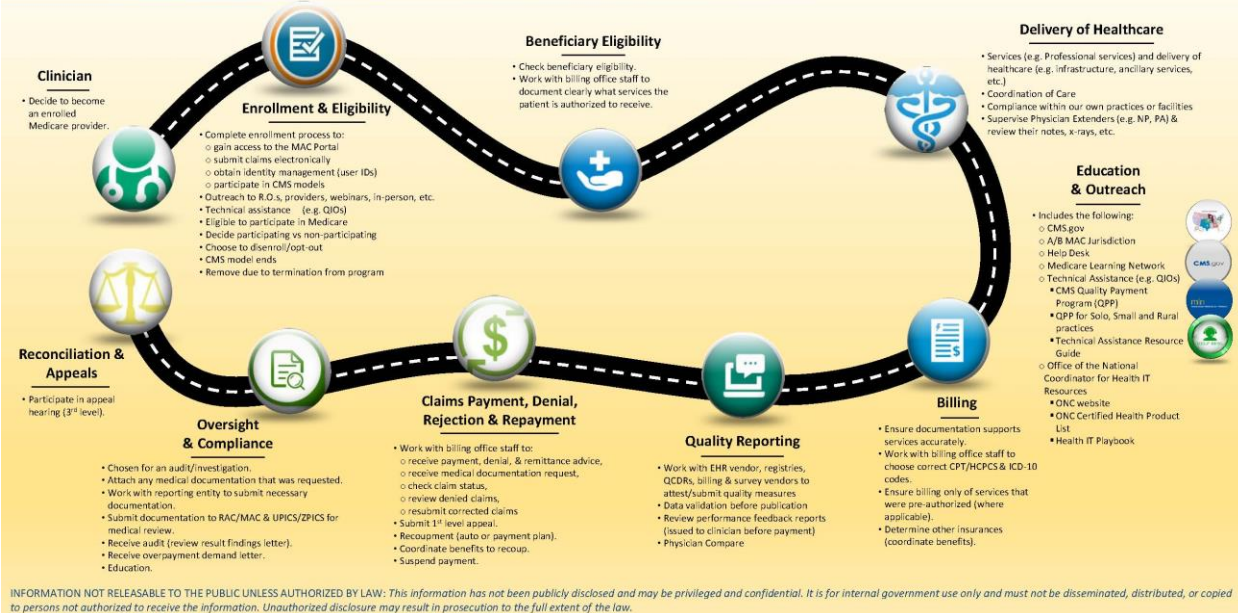 Clinician
• Decide to become
an enrolled
Medicare provider.
Enrollment & Eligibility
• Complete enrollment process to:
o gain access to the MAC Portal
o submit claims electronically
o obtain identity management (user IDs)
o participate in CMS models
• Outreach to R.O.s, providers, webinars, in-person, etc.
• Technical assistance (e.g. QIOs)
• Eligible to participate in Medicare
• Decide participating vs non-participating
• Choose to disenroll/opt-out
• CMS model ends
• Remove due to termination from program
Beneficiary Eligibility
• Check beneficiary eligibility.
• Work with billing office staff to
document clearly what services the
patient is authorized to receive.
Delivery of Healthcare
• Services (e.g. Professional services) and delivery of
healthcare (e.g. infrastructure, ancillary services,
etc.)
• Coordination of Care
• Compliance within our own practices or facilities
• Supervise Physician Extenders (e.g. NP, PA) &
review their notes, x-rays, etc.
Education
& Outreach
• Includes the following:
o CMS.gov
o A/B MAC Jurisdiction
o Help Desk
o Medicare Learning Network
o Technical Assistance (e.g. QIOs)
▪ CMS Quality Payment
Program (QPP)
▪ QPP for Solo, Small and Rural
practices
▪ Technical Assistance Resource
Guide
o Office of the National
Coordinator for Health IT
Resources
▪ ONC website
▪ ONC Certified Health Product
List
▪ Health IT Playbook
CMS.gov
mln
Billing
• Ensure documentation supports
services accurately.
• Work with billing office staff to
choose correct CPT/HCPCS & ICD-10
codes.
• Ensure billing only of services that
were pre-authorized (where
applicable).
• Determine other insurances
(coordinate benefits).
Quality Reporting
• Work with EHR vendor, registries,
QCDRs, billing & survey vendors to
attest/submit quality measures
• Data validation before publication
• Review performance feedback reports
(issued to clinician before payment)
• Physician Compare
$
Claims Payment, Denial,
Rejection & Repayment
• Work with billing office staff to:
o receive payment, denial, & remittance advice,
o receive medical documentation request,
o check claim status,
o review denied claims,
o resubmit corrected claims
• Submit 1st level appeal.
• Recoupment (auto or payment plan).
• Coordinate benefits to recoup.
• Suspend payment.
Oversight
& Compliance
• Chosen for an audit/investigation.
• Attach any medical documentation that was requested.
• Work with reporting entity to submit necessary
documentation.
• Submit documentation to RAC/MAC & UPICS/ZPICS for
medical review.
• Receive audit (review result findings letter).
• Receive overpayment demand letter.
• Education.
Reconciliation &
Appeals
• Participate in appeal
hearing (3rd level).
INFORMATION NOT RELEASABLE TO THE PUBLIC UNLESS AUTHORIZED BY LAW: This information has not been publicly disclosed and may be privileged and confidential. It is for internal government use only and must not be disseminated, distributed, or copied
to persons not authorized to receive the information. Unauthorized disclosure may result in prosecution to the full extent of the law.